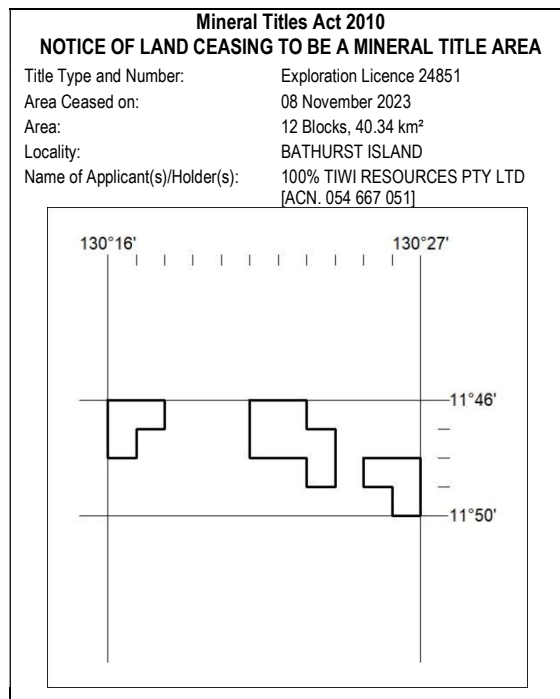 Mineral Titles Act 2010
NOTICE OF LAND CEASING TO BE A MINERAL TITLE AREA
Title Type and Number: Exploration Licence 24851
Area Ceased on: 08 November 2023
Area: 12 Blocks, 40.34 km²
Locality: BATHURST ISLAND
Name of Applicant(s)/Holder(s): 100% TIWI RESOURCES PTY LTD
[ACN. 054 667 051]
130°16' 130°27'
11°46'
11°50'